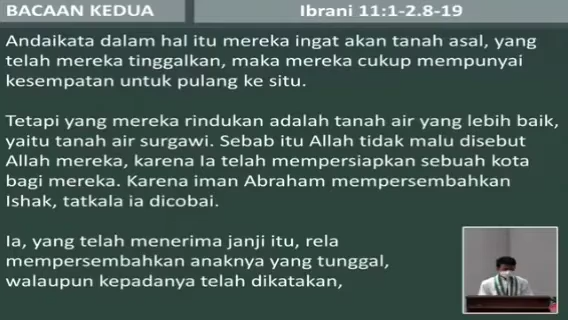 BACAAN KEDUA
Ibrani 11:1-2.8-19
Andaikata dalam hal itu mereka ingat akan tanah asal, yang
telah mereka tinggalkan, maka mereka cukup mempunyai
kesempatan untuk pulang ke situ.
Tetapi yang mereka rindukan adalah tanah air yang lebih baik,
yaitu tanah air surgawi. Sebab itu Allah tidak malu disebut
Allah mereka, karena Ia telah mempersiapkan sebuah kota
bagi mereka. Karena iman Abraham mempersembahkan
Ishak, tatkala ia dicobai.
Ia, yang telah menerima janji itu, rela
mempersembahkan anaknya yang tunggal,
walaupun kepadanya telah dikatakan,